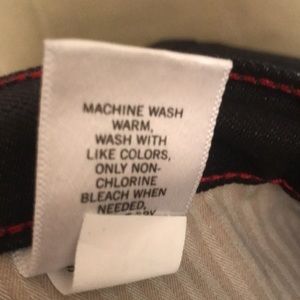 MACHINE WASH
WARM,
WASH WITH
LIKE COLORS,
ONLY NON-
CHLORINE
BLEACH WHEN
NEEDED,